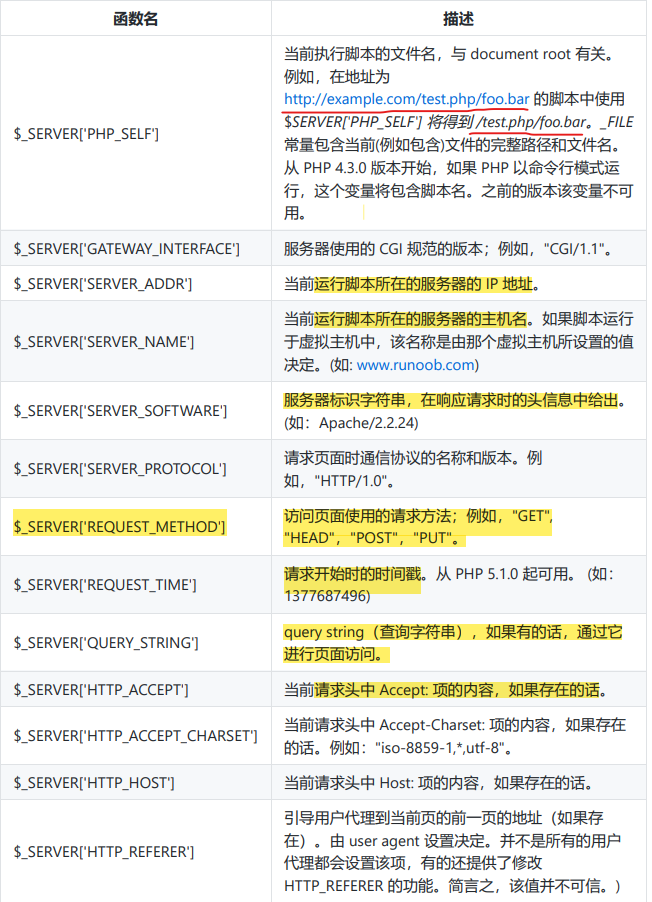 函数名 描述
$_SERVER['PHP_SELF']
当前执行脚本的文件名，与 document root 有关。
例如，在地址为
http://example.com/test.php/foo.bar 的脚本中使用
$SERVER['PHP_SELF'] 将得到 /test.php/foo.bar。_FILE
常量包含当前(例如包含)文件的完整路径和文件名。
从 PHP 4.3.0 版本开始，如果 PHP 以命令行模式运
行，这个变量将包含脚本名。之前的版本该变量不可
用。
$_SERVER['GATEWAY_INTERFACE'] 服务器使用的 CGI 规范的版本；例如，"CGI/1.1"。
$_SERVER['SERVER_ADDR'] 当前运行脚本所在的服务器的 IP 地址。
$_SERVER['SERVER_NAME']
当前运行脚本所在的服务器的主机名。如果脚本运行
于虚拟主机中，该名称是由那个虚拟主机所设置的值
决定。(如: www.runoob.com)
$_SERVER['SERVER_SOFTWARE']
服务器标识字符串，在响应请求时的头信息中给出。
(如：Apache/2.2.24)
$_SERVER['SERVER_PROTOCOL']
请求页面时通信协议的名称和版本。例
如，"HTTP/1.0"。
$_SERVER['REQUEST_METHOD']
访问页面使用的请求方法；例如，"GET",
"HEAD"，"POST"，"PUT"。
$_SERVER['REQUEST_TIME']
请求开始时的时间戳。从 PHP 5.1.0 起可用。 (如：
1377687496)
$_SERVER['QUERY_STRING']
query string（查询字符串），如果有的话，通过它
进行页面访问。
$_SERVER['HTTP_ACCEPT'] 当前请求头中 Accept: 项的内容，如果存在的话。
$_SERVER['HTTP_ACCEPT_CHARSET']
当前请求头中 Accept-Charset: 项的内容，如果存在
的话。例如："iso-8859-1,*,utf-8"。
$_SERVER['HTTP_HOST'] 当前请求头中 Host: 项的内容，如果存在的话。
$_SERVER['HTTP_REFERER']
引导用户代理到当前页的前一页的地址（如果存
在）。由 user agent 设置决定。并不是所有的用户
代理都会设置该项，有的还提供了修改
HTTP_REFERER 的功能。简言之，该值并不可信。)